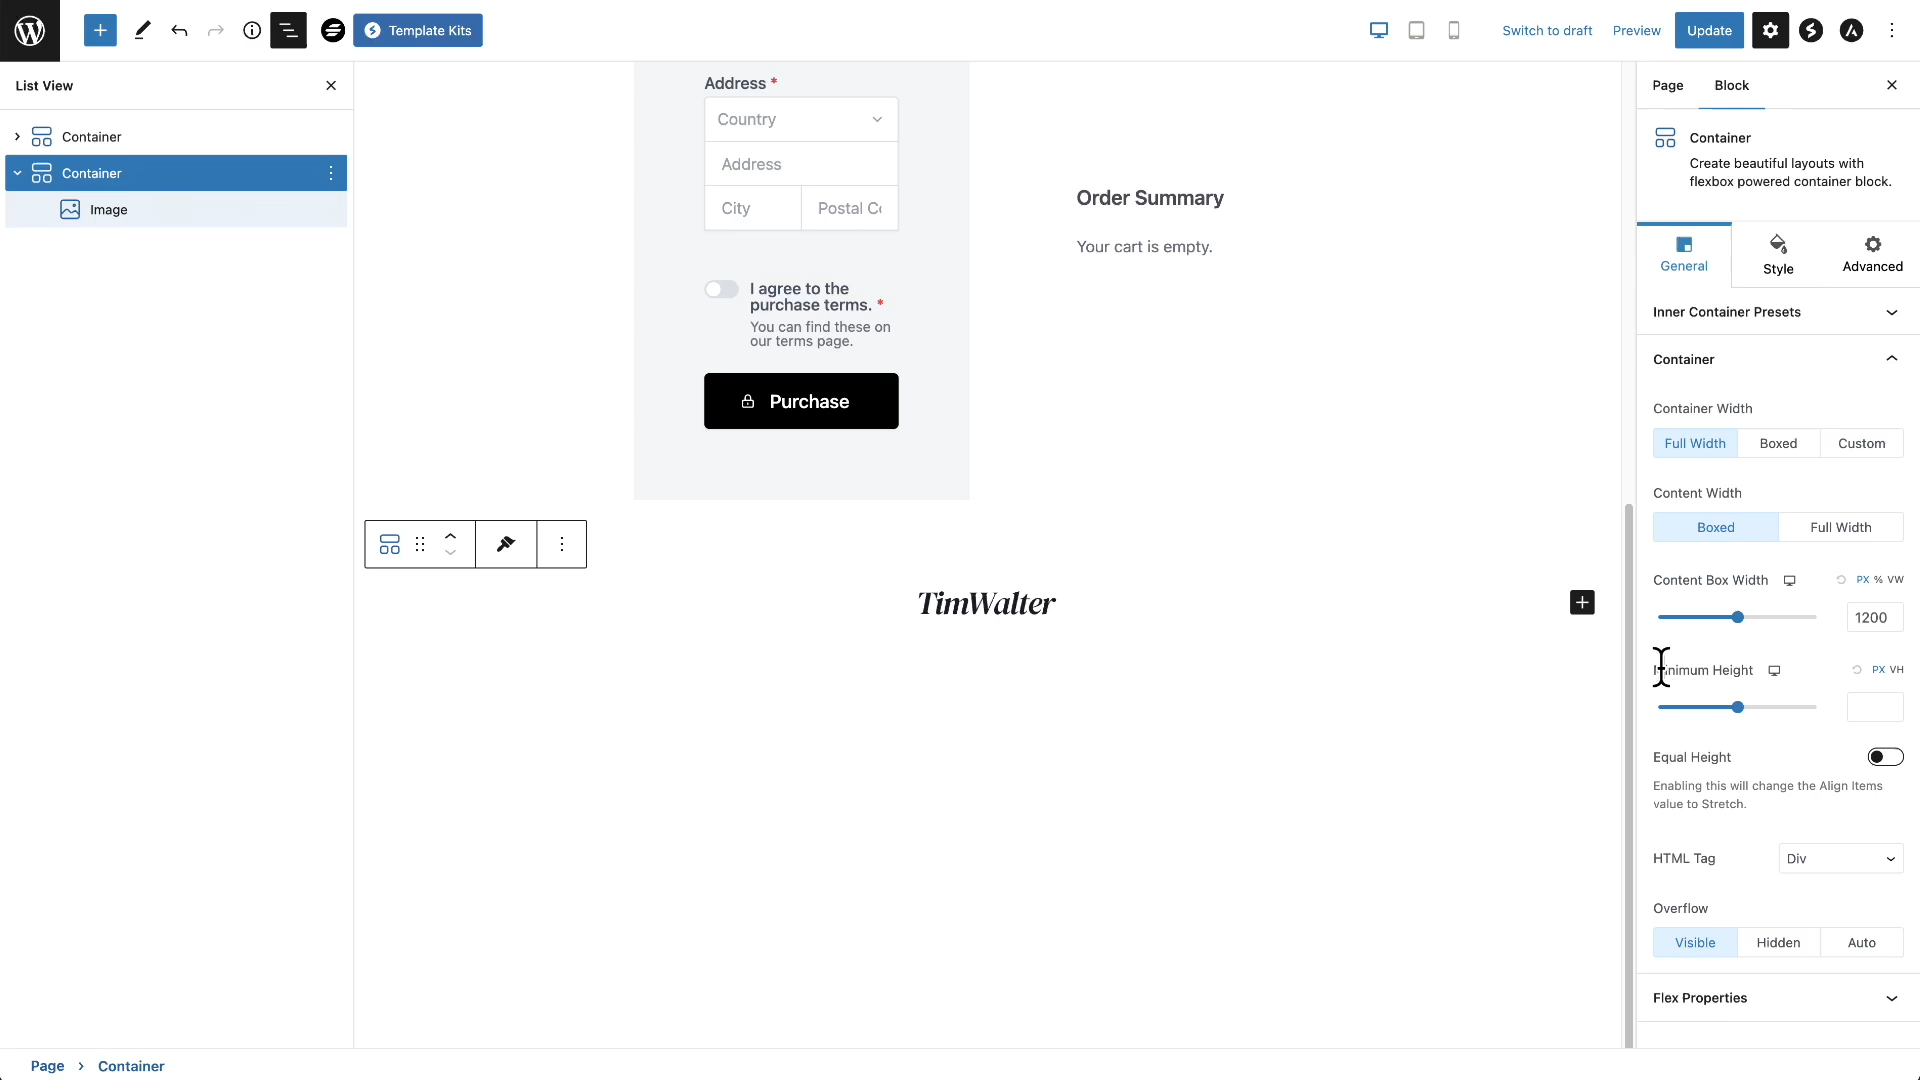 Template Kits
Switch to draft
Preview
Update
List View
Container
Container
Image
Address *
Country
Address
City
Postal Co
I agree to the
purchase terms. *
You can find these on
our terms page.
Purchase
Order Summary
Your cart is empty.
TimWalter
Page
Block
Container
Create beautiful layouts with
flexbox powered container block.
General
Style
Advanced
Inner Container Presets
Container
Container Width
Full Width
Boxed
Custom
Content Width
Boxed
Full Width
Content Box Width
PX % VW
1200
Minimum Height
PX VH
Equal Height
Enabling this will change the Align Items
value to Stretch.
HTML Tag
Div
Overflow
Visible
Hidden
Auto
Flex Properties
Page > Container